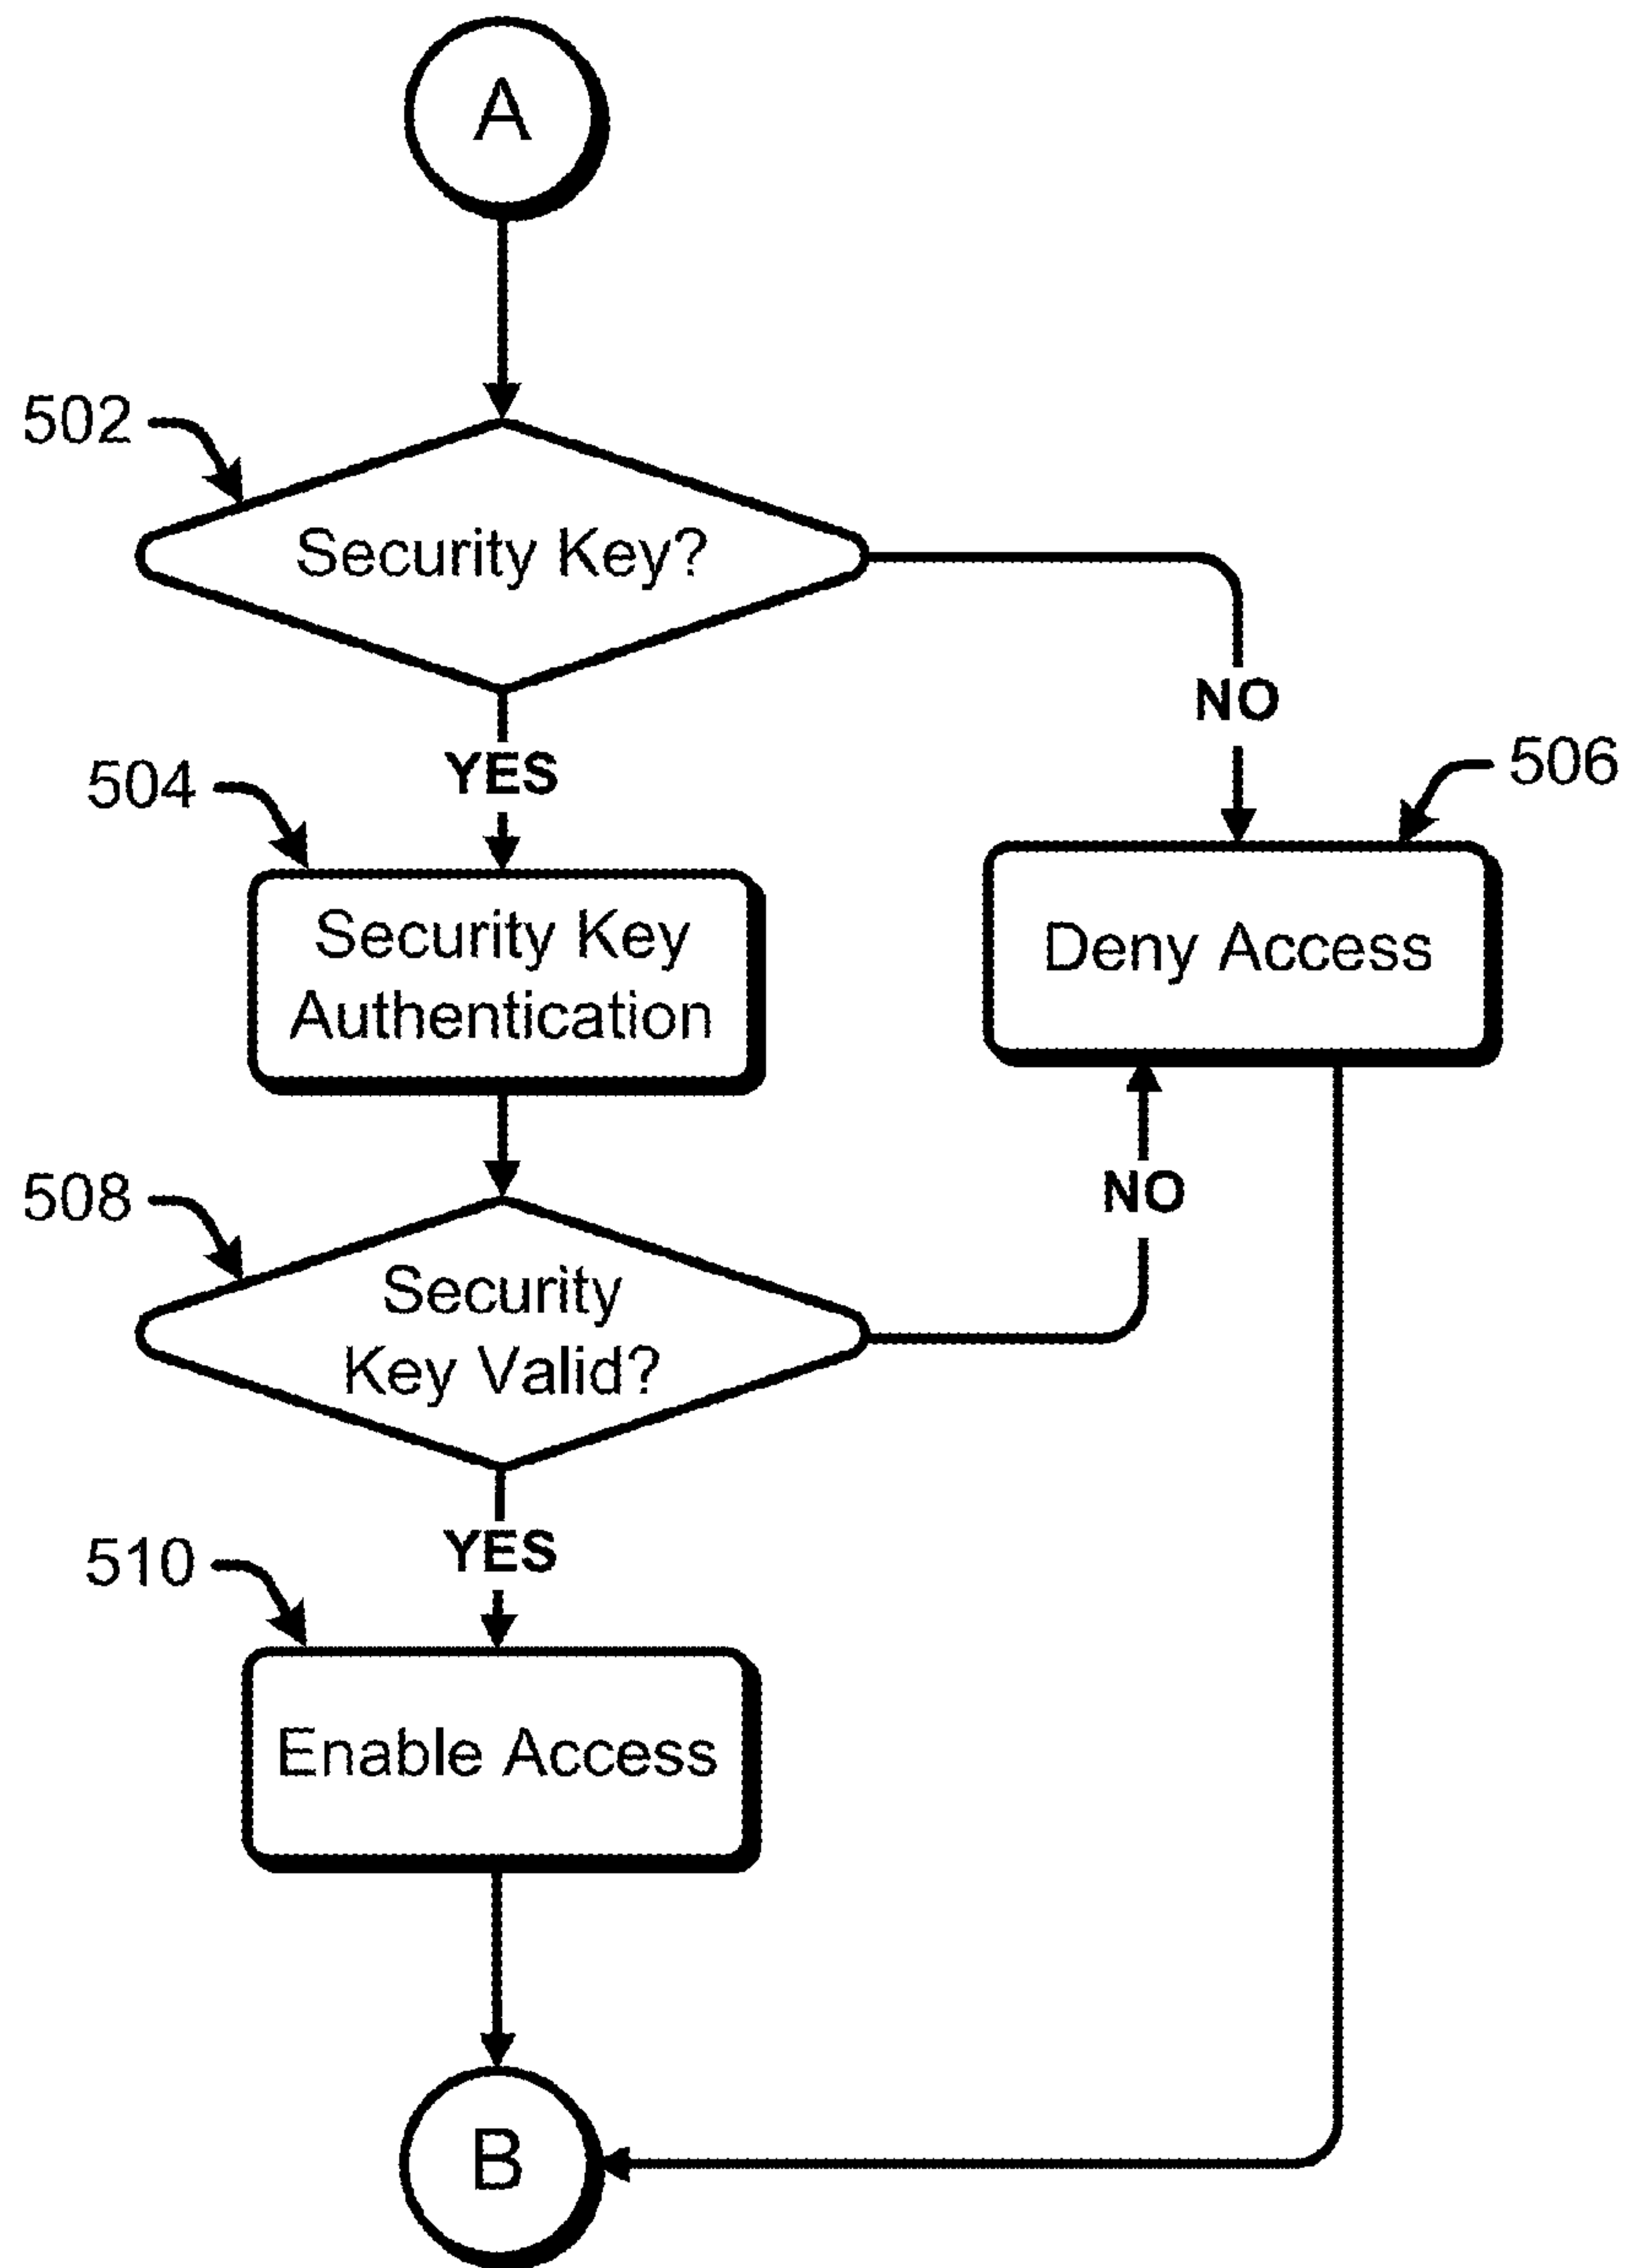 A
502
Security Key?
NO
YES
504
506
Security Key
Authentication
Deny Access
508
NO
Security
Key Valid?
YES
510
Enable Access
B